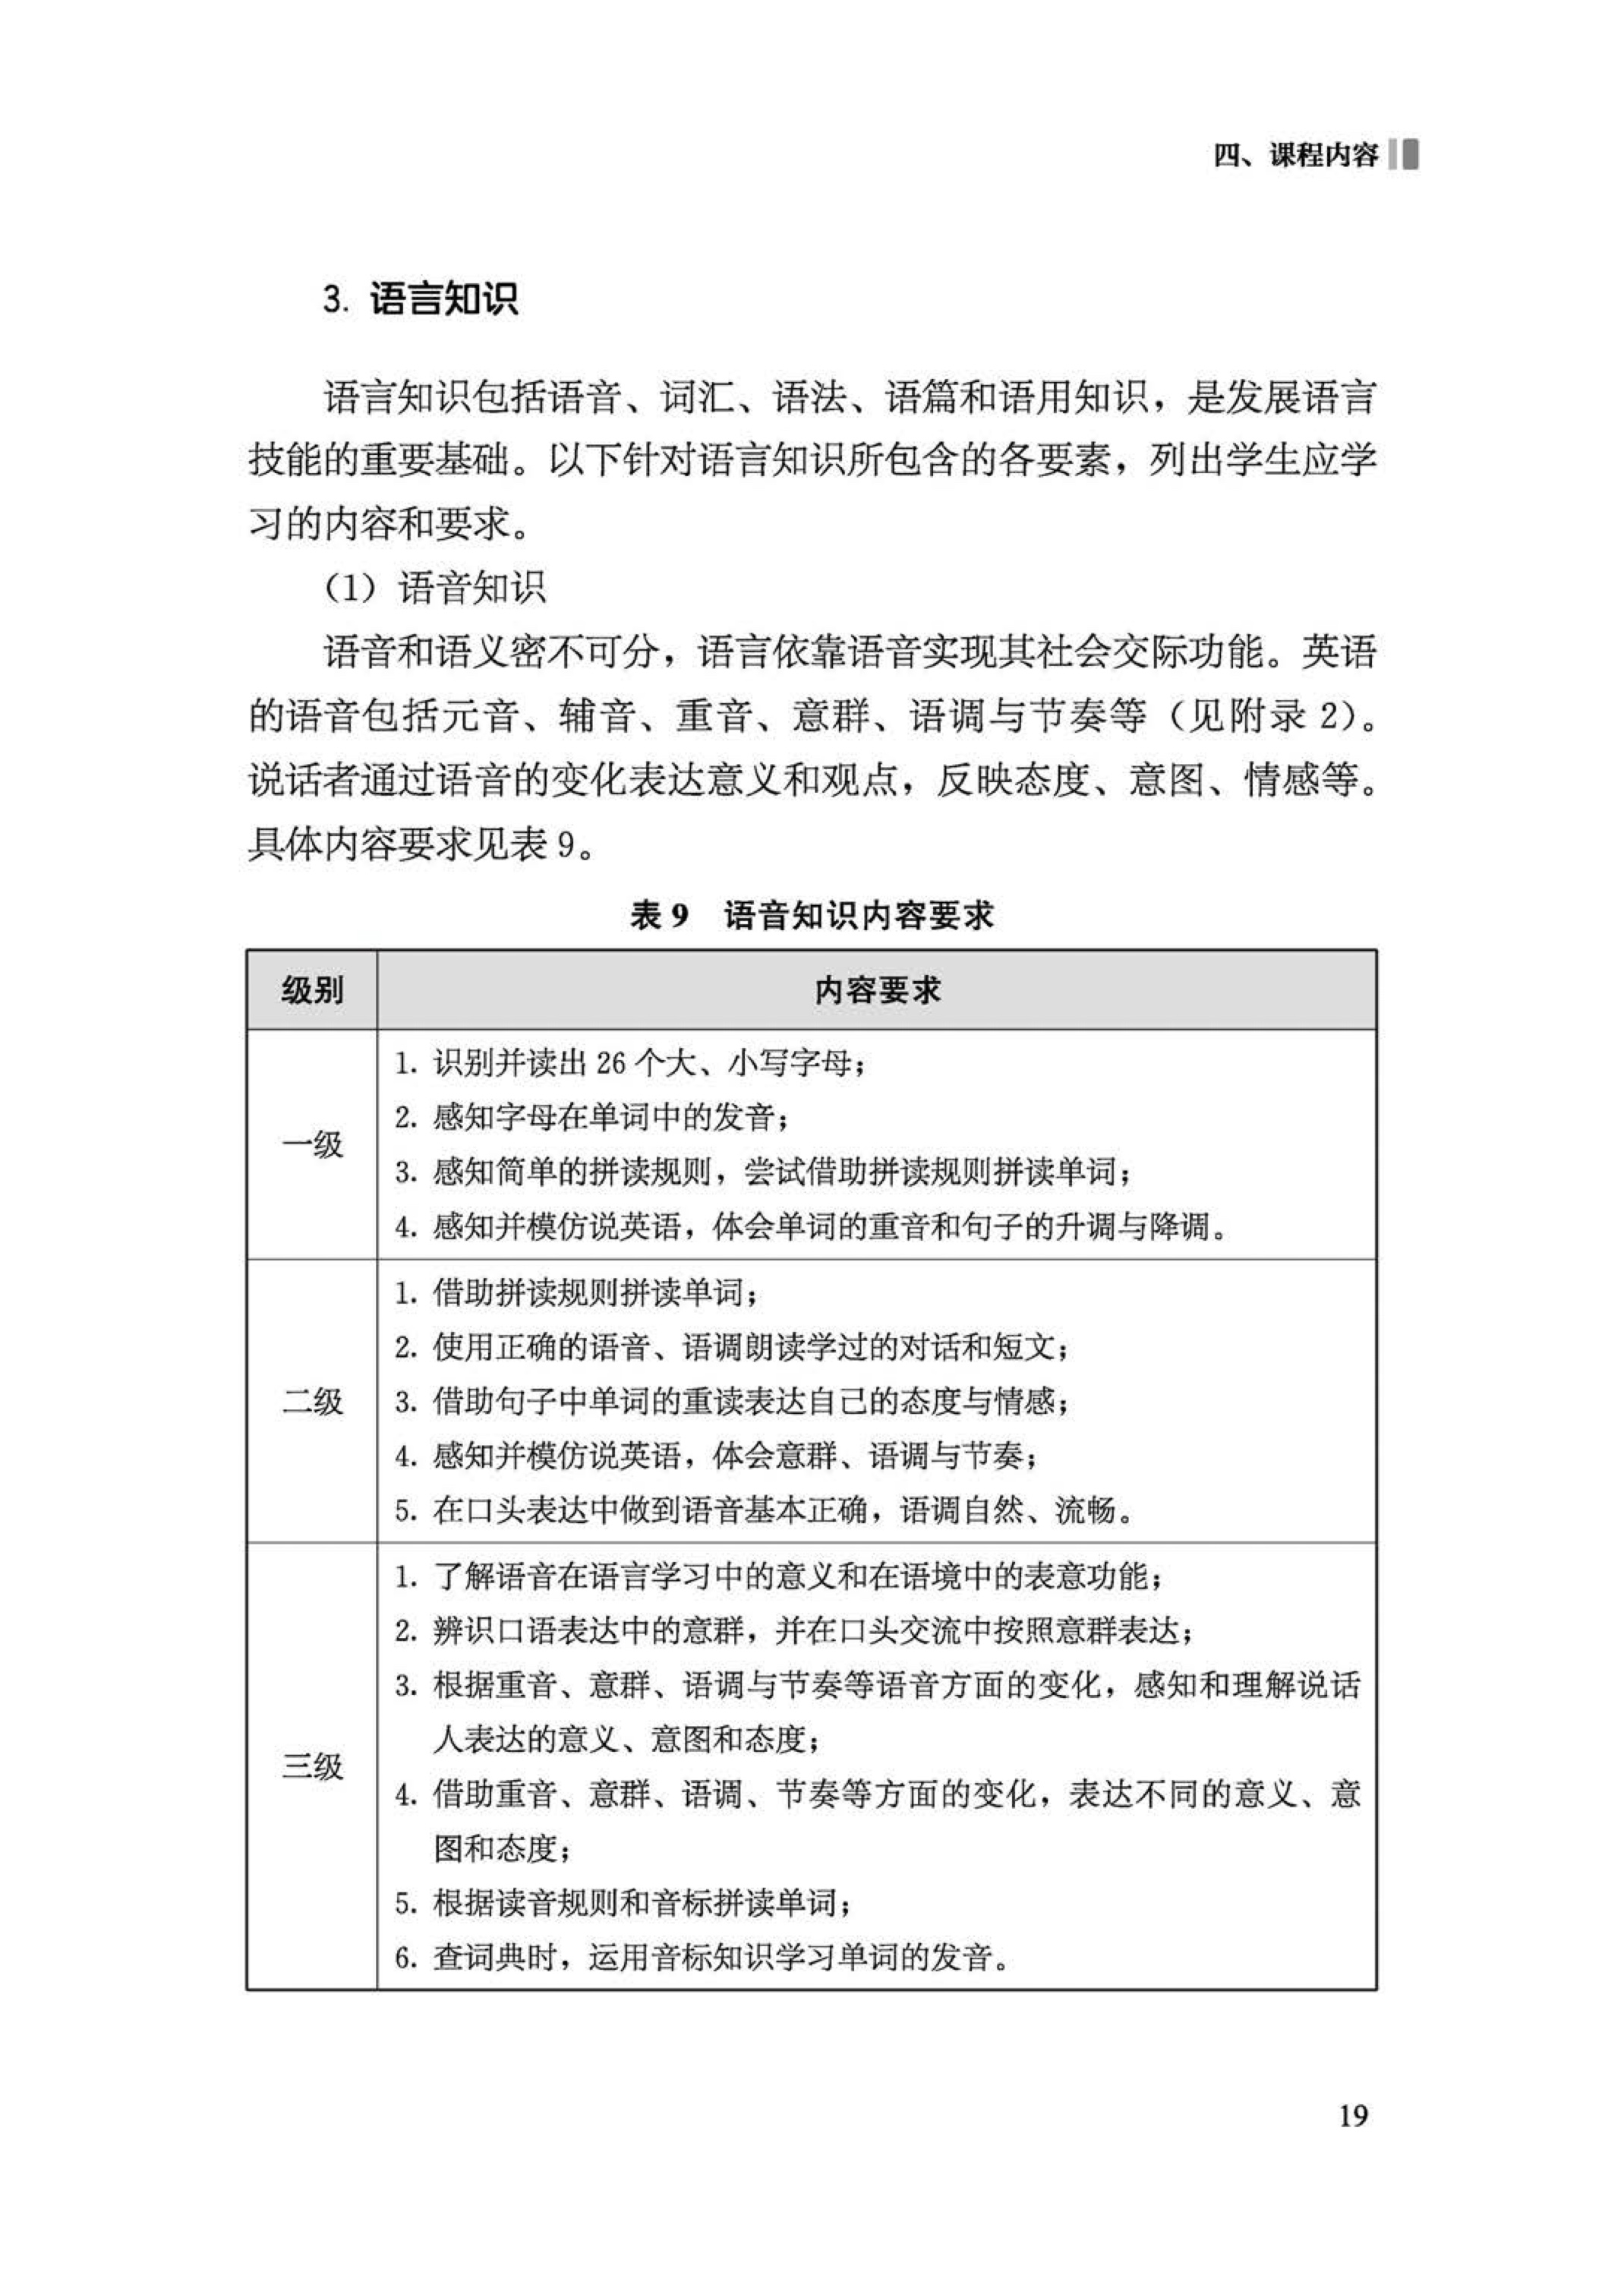 四、课程内容
3. 语言知识
语言知识包括语音、词汇、语法、语篇和语用知识，是发展语言
技能的重要基础。以下针对语言知识所包含的各要素，列出学生应学
习的内容和要求。
（1）语音知识
语音和语义密不可分，语言依靠语音实现其社会交际功能。英语
的语音包括元音、辅音、重音、意群、语调与节奏等（见附录 2）。
说话者通过语音的变化表达意义和观点，反映态度、意图、情感等。
具体内容要求见表 9。
表 9 语音知识内容要求
级别 内容要求
一级
1. 识别并读出 26 个大、小写字母；
2. 感知字母在单词中的发音；
3. 感知简单的拼读规则，尝试借助拼读规则拼读单词；
4. 感知并模仿说英语，体会单词的重音和句子的升调与降调。
二级
1. 借助拼读规则拼读单词；
2. 使用正确的语音、语调朗读学过的对话和短文；
3. 借助句子中单词的重读表达自己的态度与情感；
4. 感知并模仿说英语，体会意群、语调与节奏；
5. 在口头表达中做到语音基本正确，语调自然、流畅。
三级
1. 了解语音在语言学习中的意义和在语境中的表意功能；
2. 辨识口语表达中的意群，并在口头交流中按照意群表达；
3. 根据重音、意群、语调与节奏等语音方面的变化，感知和理解说话
人表达的意义、意图和态度；
4. 借助重音、意群、语调、节奏等方面的变化，表达不同的意义、意
图和态度；
5. 根据读音规则和音标拼读单词；
6. 查词典时，运用音标知识学习单词的发音。
19